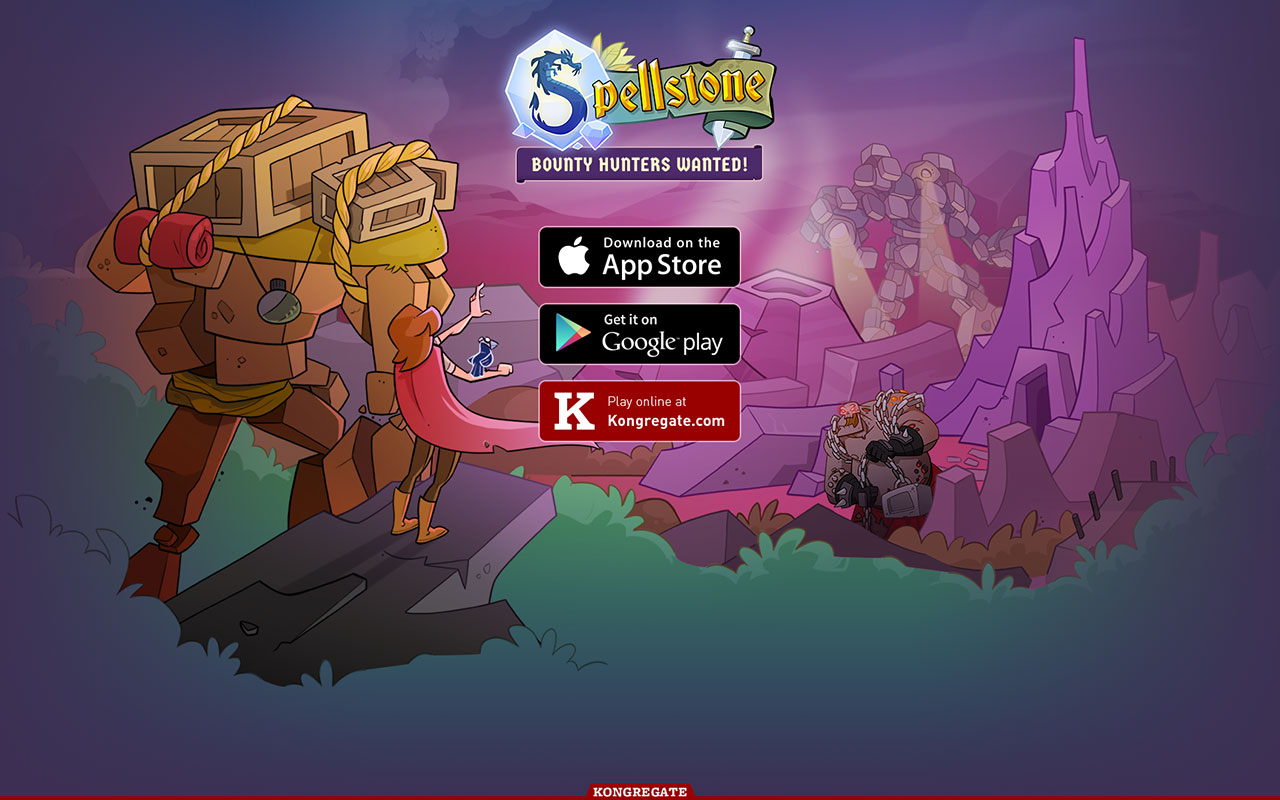 Spellstone
BOUNTY HUNTERS WANTED!
Download on the
App Store
Get it on
Google play
K
Play online at
Kongregate.com
KONGREGATE